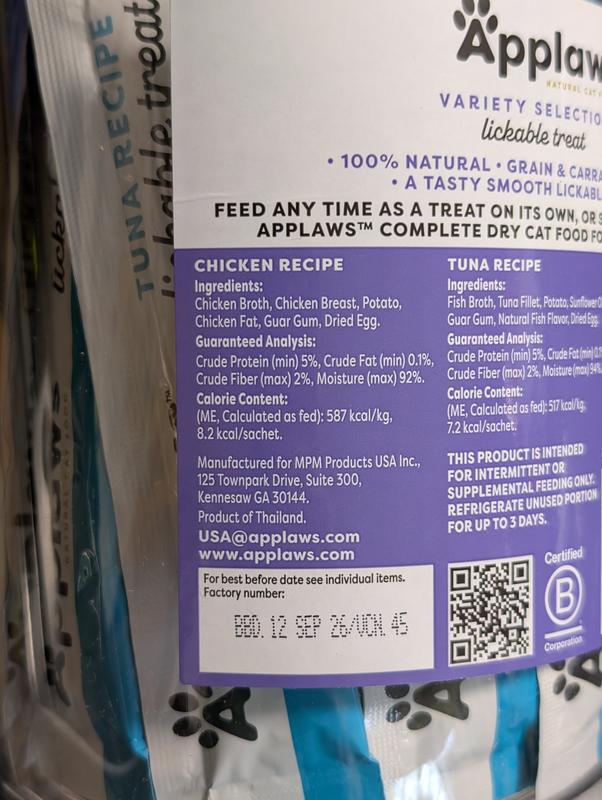 TUNA RECIPE
lickable treat
Applaw
NATURAL CAT
VARIETY SELECTIO
lickable treat
• 100% NATURAL • GRAIN & CARRA
• A TASTY SMOOTH LICKABL
FEED ANY TIME AS A TREAT ON ITS OWN, OR S
APPLAWS™ COMPLETE DRY CAT FOOD FO
CHICKEN RECIPE
Ingredients:
Chicken Broth, Chicken Breast, Potato,
Chicken Fat, Guar Gum, Dried Egg.
Guaranteed Analysis:
Crude Protein (min) 5%, Crude Fat (min) 0.1%,
Crude Fiber (max) 2%, Moisture (max) 92%.
Calorie Content:
(ME, Calculated as fed): 587 kcal/kg,
8.2 kcal/sachet.
Manufactured for MPM Products USA Inc.,
125 Townpark Drive, Suite 300,
Kennesaw GA 30144.
Product of Thailand.
USA@applaws.com
www.applaws.com
TUNA RECIPE
Ingredients:
Fish Broth, Tuna Fillet, Potato, Sunflower O
Guar Gum, Natural Fish Flavor, Dried Egg.
Guaranteed Analysis:
Crude Protein (min) 5%, Crude Fat (min) 0.1%
Crude Fiber (max) 2%, Moisture (max) 94%
Calorie Content:
(ME, Calculated as fed): 517 kcal/kg,
7.2 kcal/sachet.
THIS PRODUCT IS INTENDED
FOR INTERMITTENT OR
SUPPLEMENTAL FEEDING ONLY.
REFRIGERATE UNUSED PORTION
FOR UP TO 3 DAYS.
For best before date see individual items.
Factory number:
BBD. 12 SEP 26/VCN. 45
Certified
B
Corporation